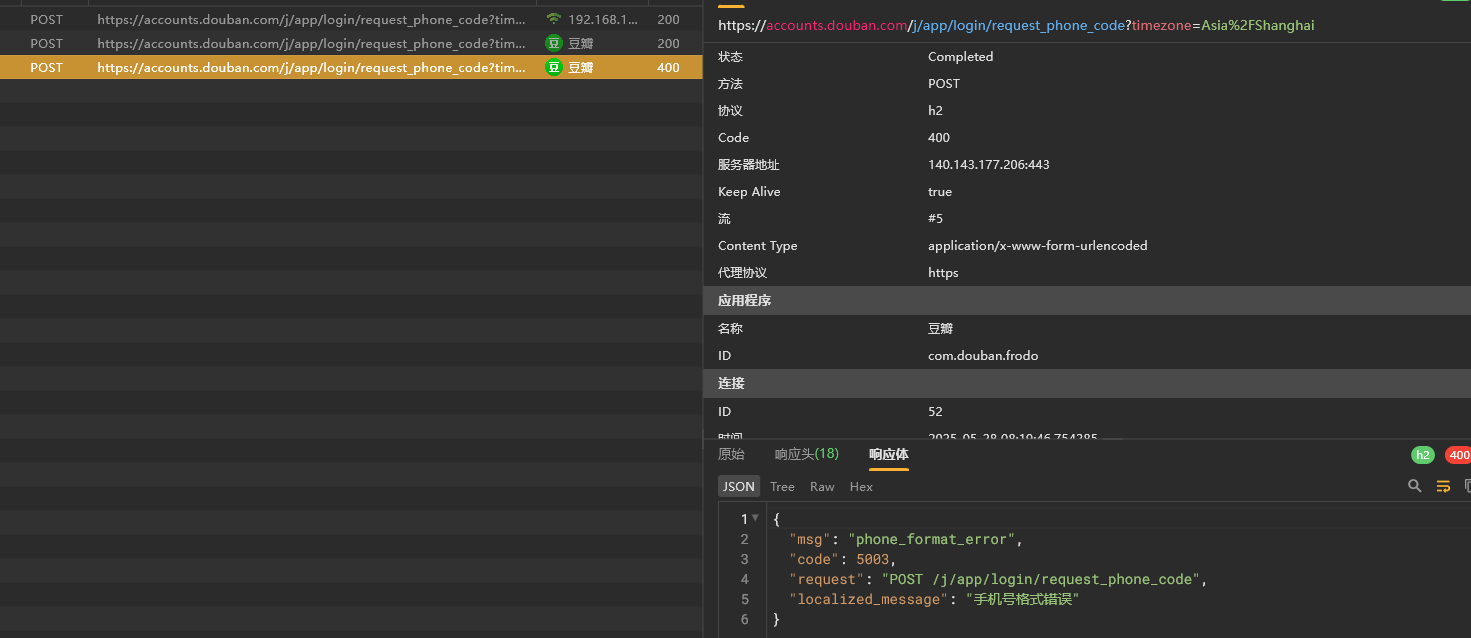 POST https://accounts.douban.com/j/app/login/request_phone_code?tim... 192.168.1... 200
POST https://accounts.douban.com/j/app/login/request_phone_code?tim... 豆 豆瓣 200
POST https://accounts.douban.com/j/app/login/request_phone_code?tim... 豆 豆瓣 400
https://accounts.douban.com/j/app/login/request_phone_code?timezone=Asia%2FShanghai
状态 Completed
方法 POST
协议 h2
Code 400
服务器地址 140.143.177.206:443
Keep Alive true
流 #5
Content Type application/x-www-form-urlencoded
代理协议 https
应用程序
名称 豆瓣
ID com.douban.frodo
连接
ID 52
时间 2025-05-28 08:19:46.754385
原始 响应头(18) 响应体 h2 400
JSON Tree Raw Hex
1 {
2 "msg": "phone_format_error",
3 "code": 5003,
4 "request": "POST /j/app/login/request_phone_code",
5 "localized_message": "手机号格式错误"
6 }